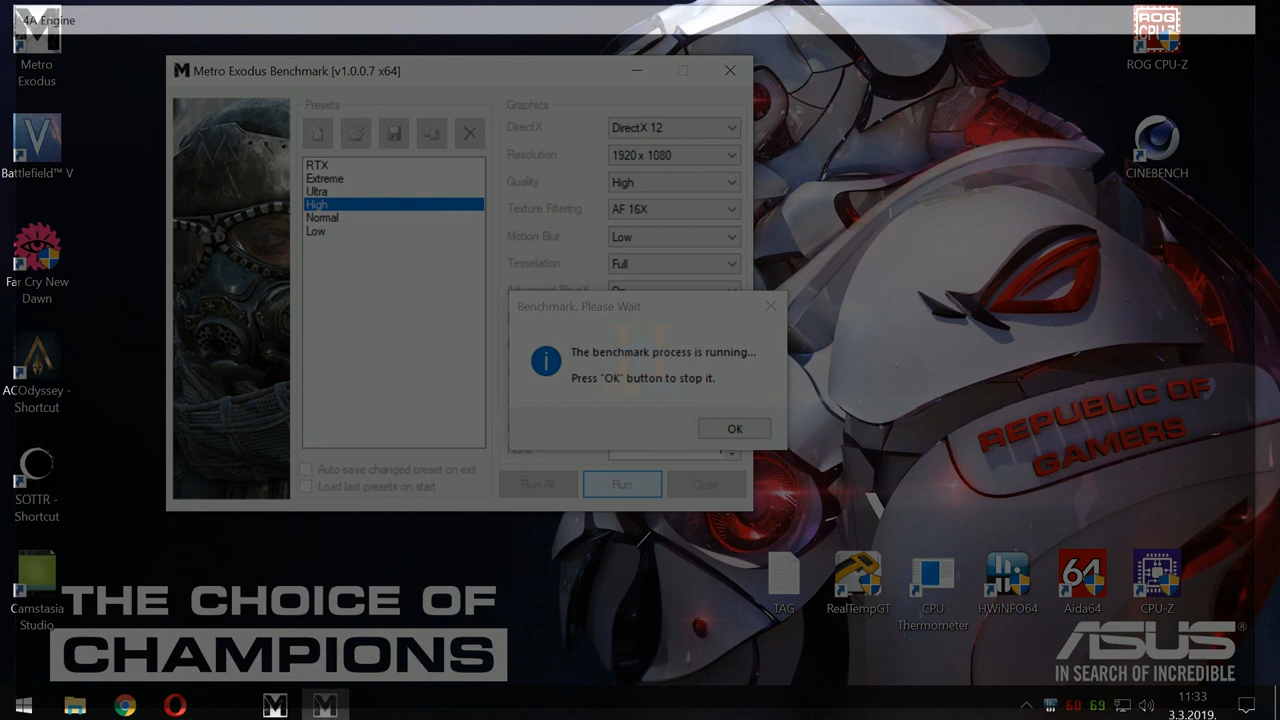 4A Engine
Metro
Exodus
Battlefield™ V
Far Cry New
Dawn
ACOdyssey -
Shortcut
SOTTR -
Shortcut
Camstasia
Studio
Metro Exodus Benchmark [v1.0.0.7 x64]
Presets
RTX
Extreme
Ultra
High
Normal
Low
Auto-save changed preset on exit
Load last presets on start
Graphics
DirectX
DirectX 12
Resolution
1920 x 1080
Quality
High
Texture Filtering
AF 16X
Motion Blur
Low
Tesselation
Full
Benchmark. Please Wait
The benchmark process is running...
Press "OK" button to stop it.
OK
Run All
Run
Close
ROG
CPU-Z
ROG CPU-Z
CINEBENCH
REPUBLIC OF
GAMERS
TAG
RealTempGT
CPU
Thermometer
HWiNFO64
64
Aida64
CPU-Z
THE CHOICE OF
CHAMPIONS
ASUS®
IN SEARCH OF INCREDIBLE
60
69
11:33
3.3.2019.